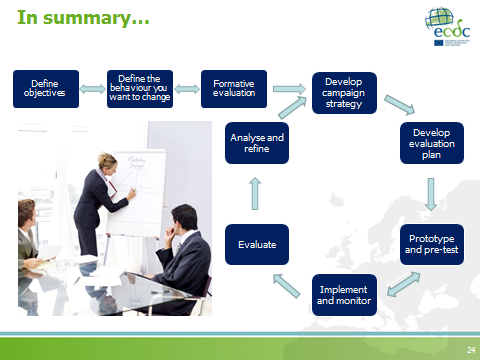 In summary...
ecdc
Define
objectives
Define the
behaviour you
want to change
Formative
evaluation
Develop
campaign
strategy
Analyse and
refine
Develop
evaluation
plan
Evaluate
Prototype
and pre-test
Implement
and monitor
24